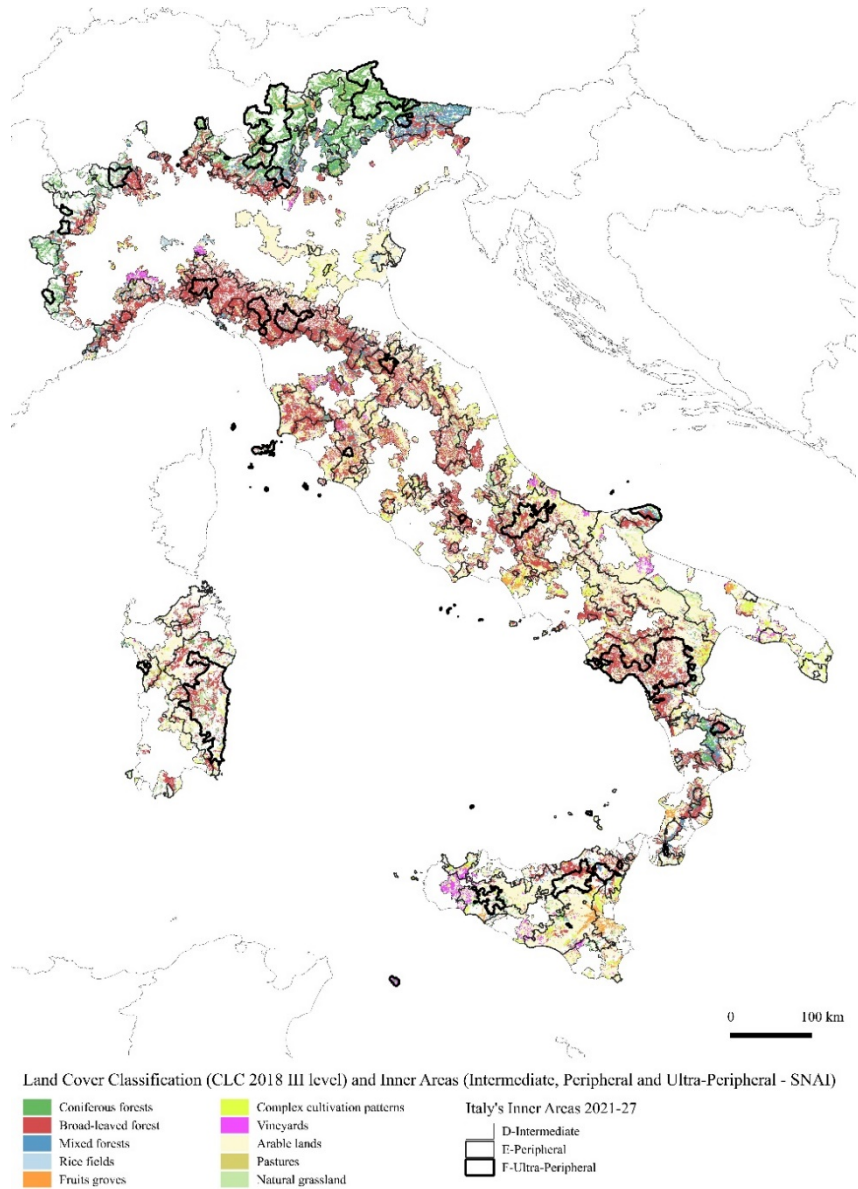 0 100 km
Land Cover Classification (CLC 2018 III level) and Inner Areas (Intermediate, Peripheral and Ultra-Peripheral - SNAI)
Coniferous forests
Broad-leaved forest
Mixed forests
Rice fields
Fruits groves
Complex cultivation patterns
Vineyards
Arable lands
Pastures
Natural grassland
Italy's Inner Areas 2021-27
D-Intermediate
E-Peripheral
F-Ultra-Peripheral